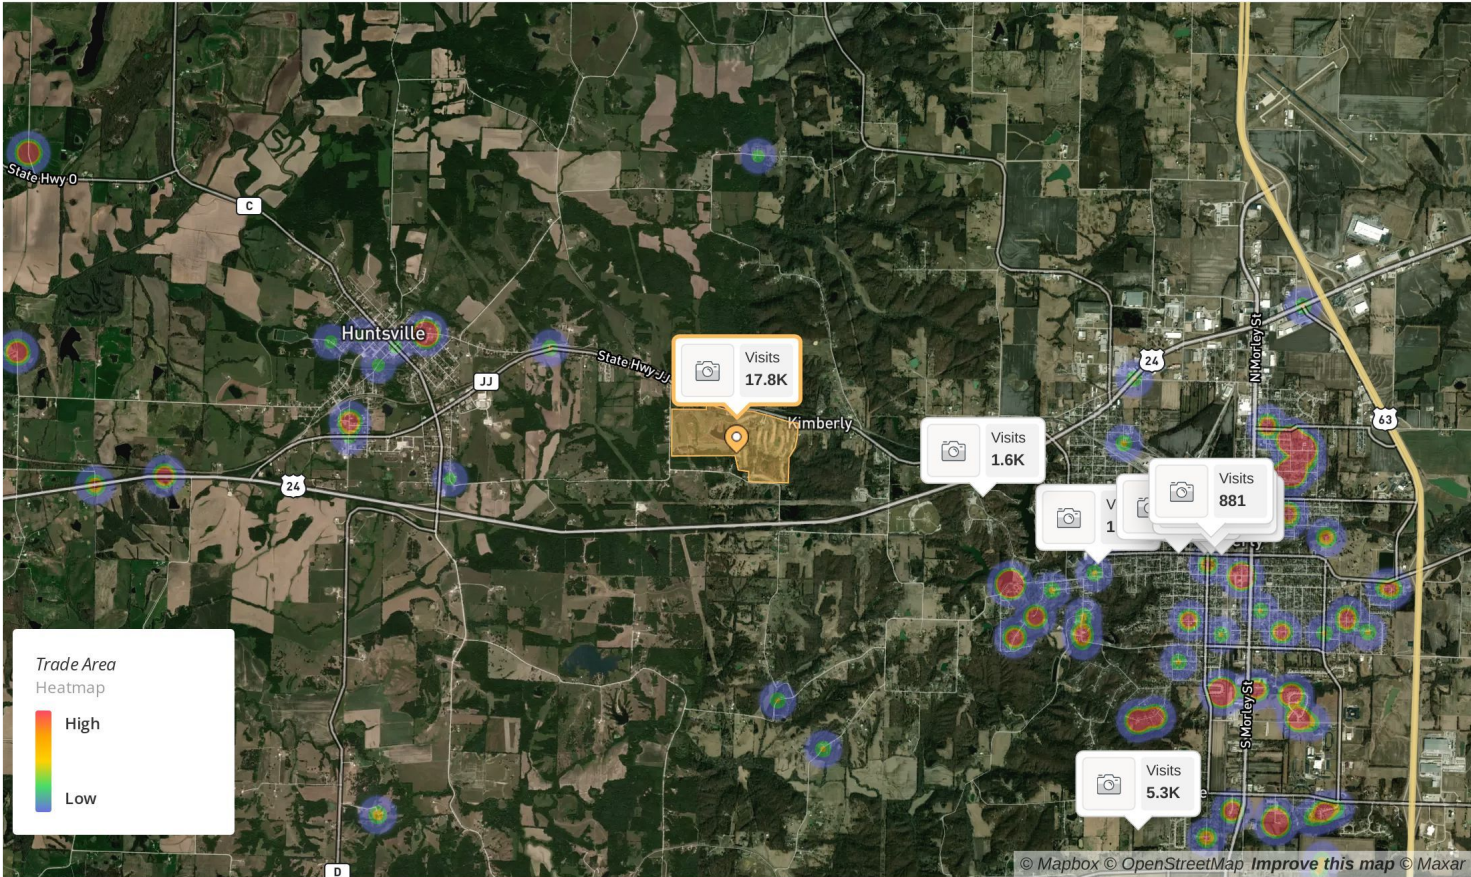 State Hwy O
C
Huntsville
State Hwy JJ
JJ
24
Visits
17.8K
Kimberly
Visits
1.6K
24
N Morley St
63
Visits
881
S Morley St
Visits
5.3K
D
Trade Area
Heatmap
High
Low
© Mapbox © OpenStreetMap Improve this map © Maxar